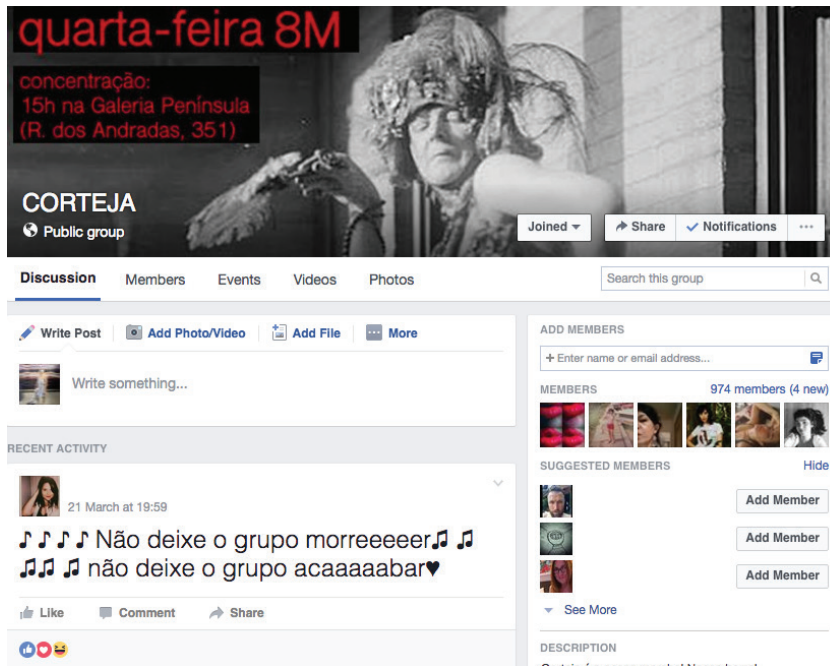 quarta-feira 8M
concentração:
15h na Galeria Península
(R. dos Andradas, 351)
CORTEJA
Public group
Joined
Share
Notifications
Discussion
Members
Events
Videos
Photos
Search this group
Write Post
Add Photo/Video
Add File
More
Write something...
ADD MEMBERS
+ Enter name or email address...
MEMBERS
974 members (4 new)
RECENT ACTIVITY
SUGGESTED MEMBERS
Hide
21 March at 19:59
♪ ♪ ♪ ♪ Não deixe o grupo morreeeeer♫ ♫
♫♫ ♫ não deixe o grupo acaaaaabar♥
Like
Comment
Share
Add Member
Add Member
Add Member
See More
DESCRIPTION